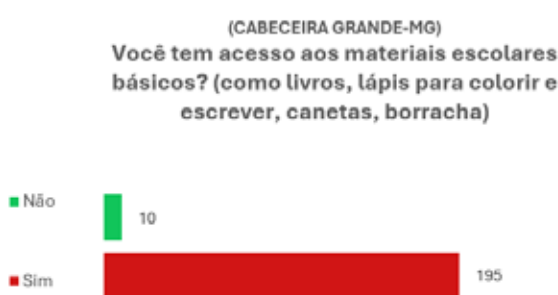 (CABECEIRA GRANDE-MG)
Você tem acesso aos materiais escolares
básicos? (como livros, lápis para colorir e
escrever, canetas, borracha)
Não
10
Sim
195